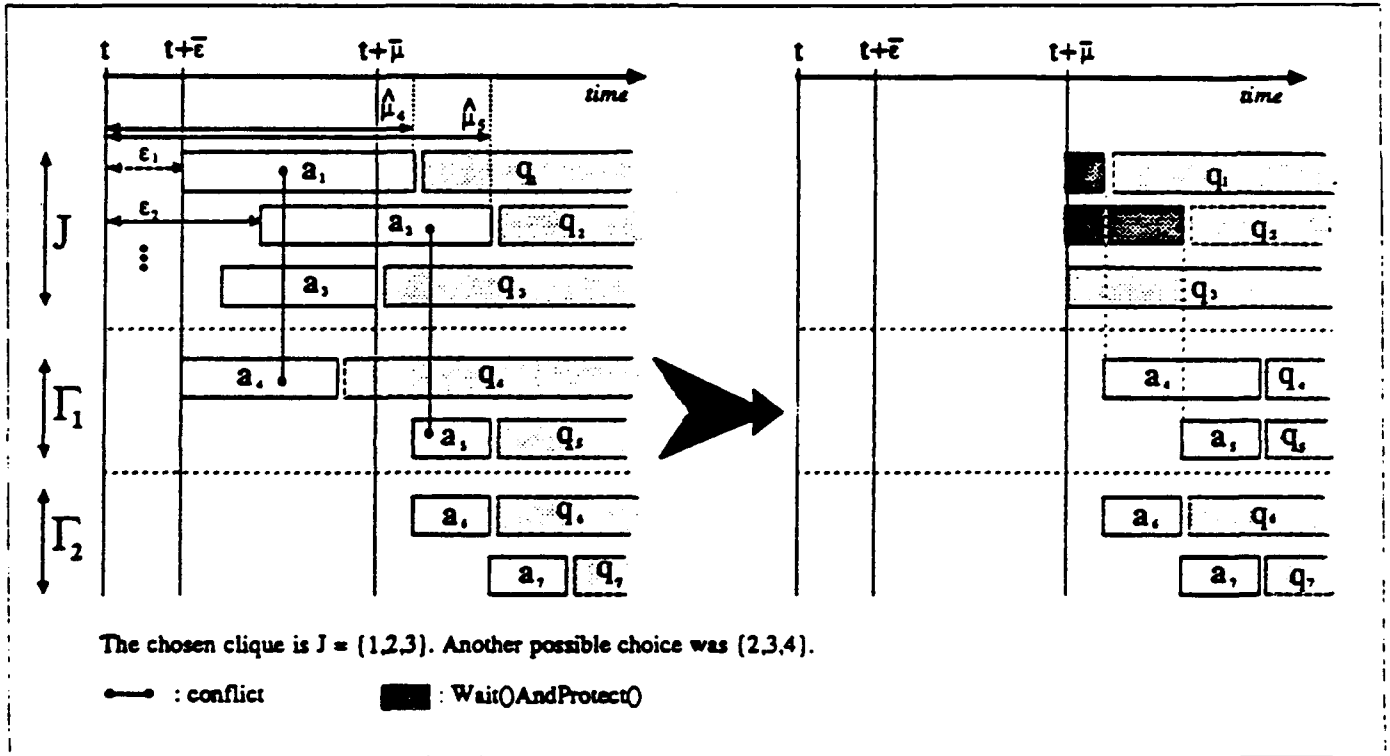 t t+ε̄ t+μ̄
time
μ̂₄ μ̂₅
ε₁
a₁ q₁
ε₂
a₂ q₂
J
a₃ q₃
Γ₁
a₄ q₄
a₅ q₅
Γ₂
a₆ q₆
a₇ q₇
t t+ε̄ t+μ̄
time
q₁
q₂
q₃
a₄ q₄
a₅ q₅
a₆ q₆
a₇ q₇
The chosen clique is J = {1,2,3}. Another possible choice was {2,3,4}.
: conflict : Wait()AndProtect()